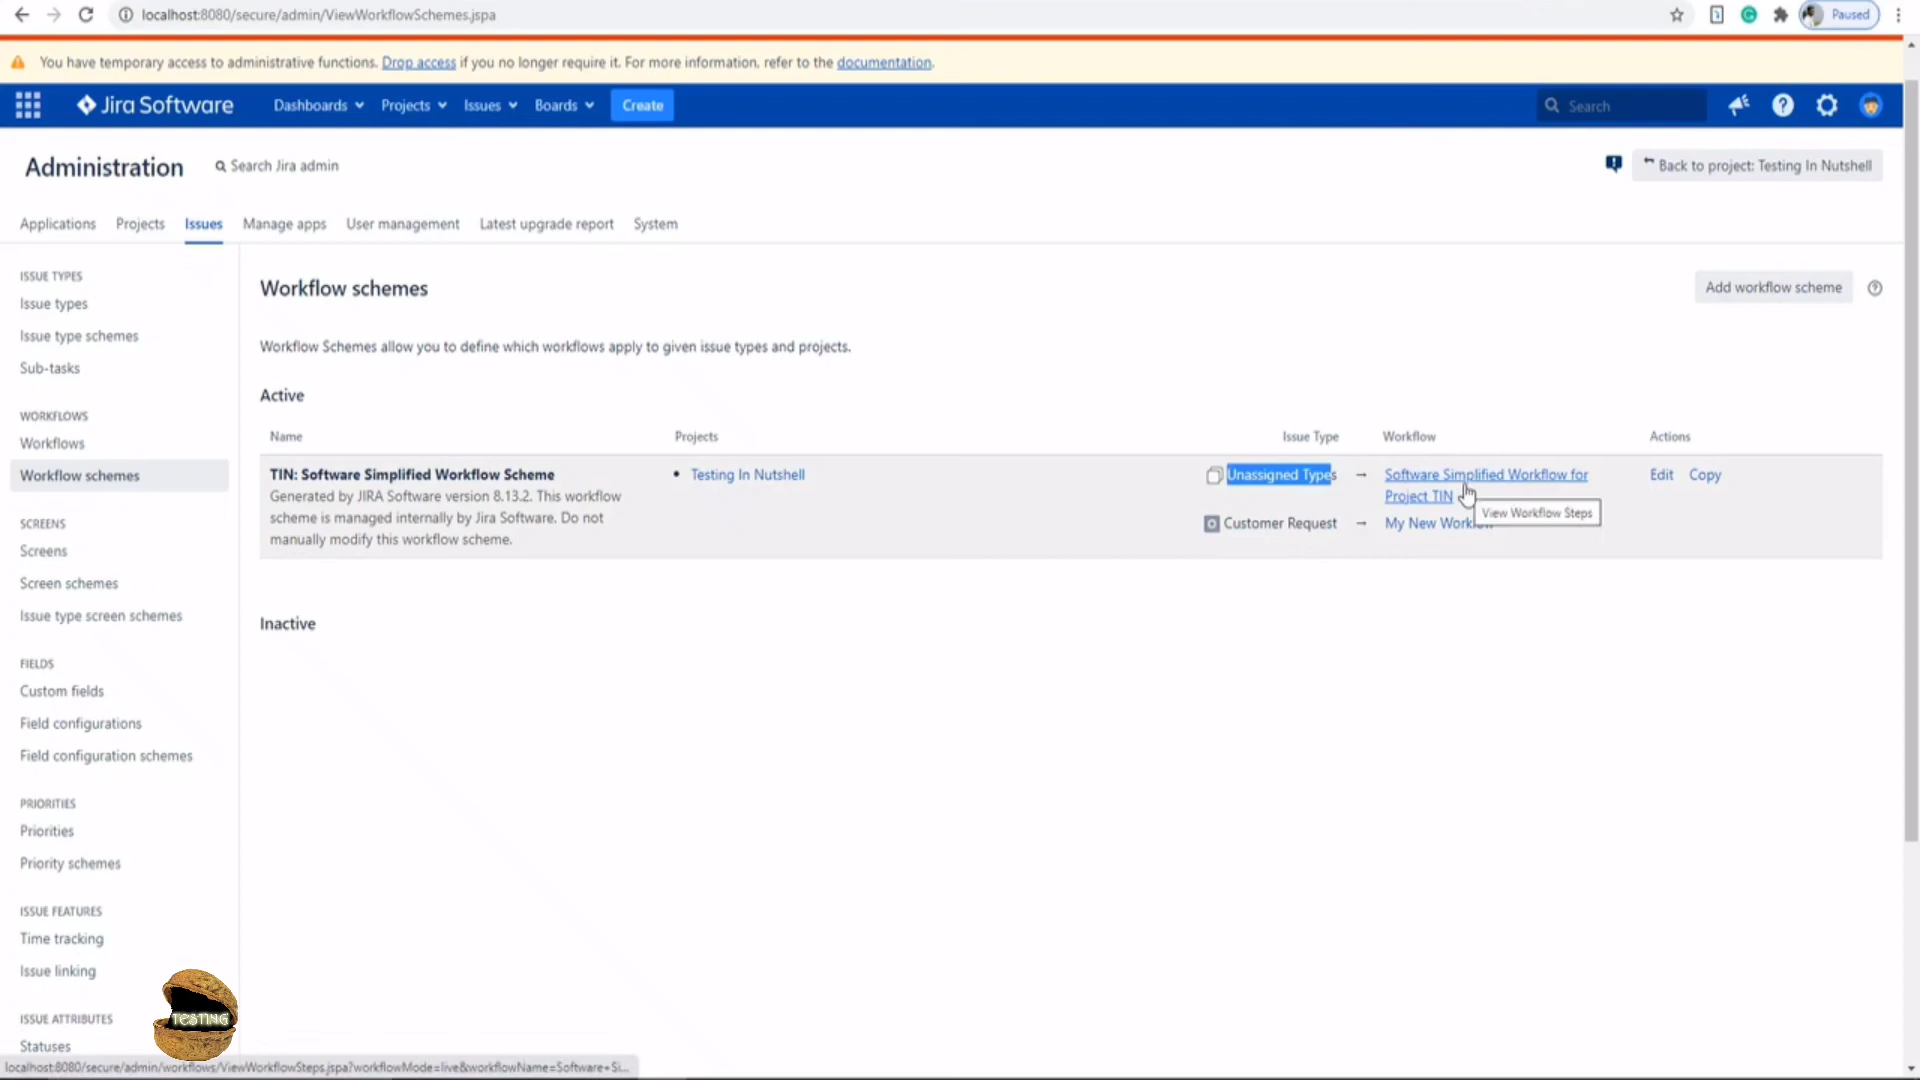 localhost:8080/secure/admin/ViewWorkflowSchemes.jspa
Paused
You have temporary access to administrative functions. Drop access if you no longer require it. For more information, refer to the documentation.
Jira Software Dashboards Projects Issues Boards Create Search
Administration Search Jira admin
Back to project: Testing In Nutshell
Applications Projects Issues Manage apps User management Latest upgrade report System
ISSUE TYPES
Issue types
Issue type schemes
Sub-tasks
WORKFLOWS
Workflows
Workflow schemes
SCREENS
Screens
Screen schemes
Issue type screen schemes
FIELDS
Custom fields
Field configurations
Field configuration schemes
PRIORITIES
Priorities
Priority schemes
ISSUE FEATURES
Time tracking
Issue linking
ISSUE ATTRIBUTES
Statuses
Workflow schemes
Add workflow scheme
Workflow Schemes allow you to define which workflows apply to given issue types and projects.
Active
Name Projects Issue Type Workflow Actions
TIN: Software Simplified Workflow Scheme
Generated by JIRA Software version 8.13.2. This workflow
scheme is managed internally by Jira Software. Do not
manually modify this workflow scheme.
• Testing In Nutshell
Unassigned Types → Software Simplified Workflow for
Project TIN
Edit Copy
View Workflow Steps
Customer Request → My New
Inactive
TESTING
localhost:8080/secure/admin/workflows/ViewWorkflowSteps.jspa?workflowMode=live&workflowName=Software+Si...